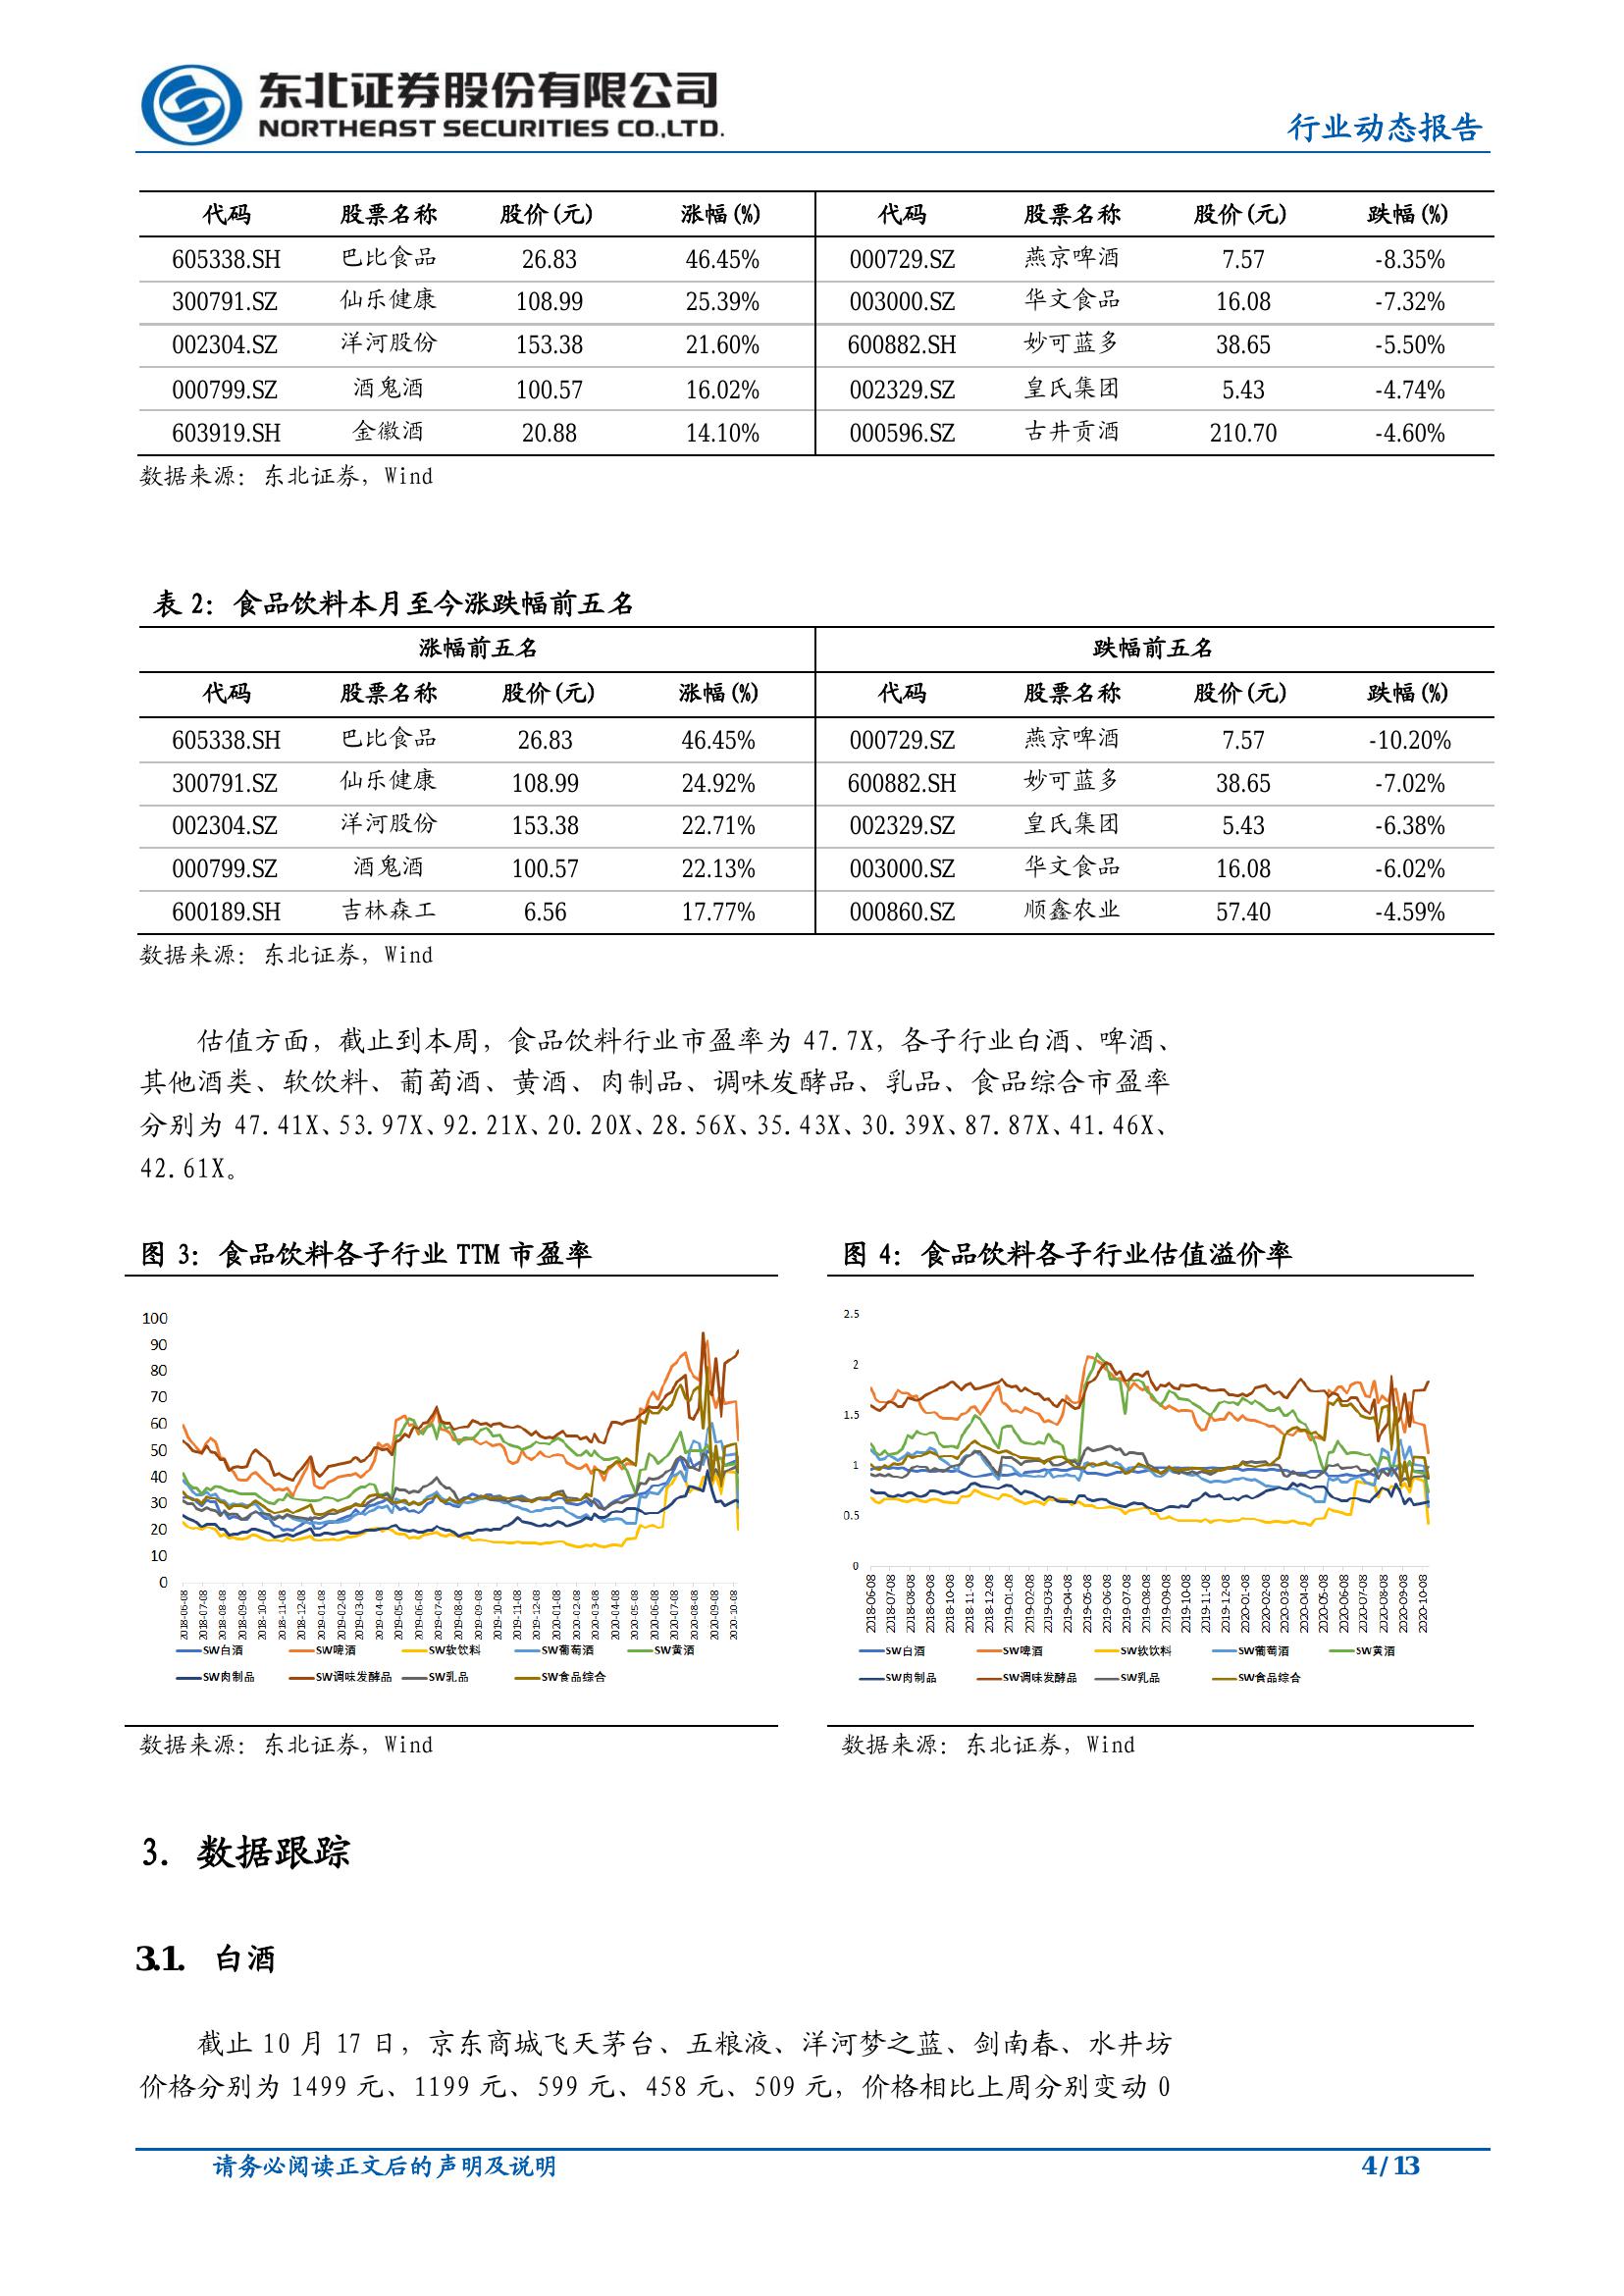 东北证券股份有限公司
NORTHEAST SECURITIES CO.,LTD.
行业动态报告
代码 股票名称 股价(元) 涨幅(%) 代码 股票名称 股价(元) 跌幅(%)
605338.SH 巴比食品 26.83 46.45% 000729.SZ 燕京啤酒 7.57 -8.35%
300791.SZ 仙乐健康 108.99 25.39% 003000.SZ 华文食品 16.08 -7.32%
002304.SZ 洋河股份 153.38 21.60% 600882.SH 妙可蓝多 38.65 -5.50%
000799.SZ 酒鬼酒 100.57 16.02% 002329.SZ 皇氏集团 5.43 -4.74%
603919.SH 金徽酒 20.88 14.10% 000596.SZ 古井贡酒 210.70 -4.60%
数据来源：东北证券，Wind
表 2：食品饮料本月至今涨跌幅前五名
涨幅前五名 跌幅前五名
代码 股票名称 股价(元) 涨幅(%) 代码 股票名称 股价(元) 跌幅(%)
605338.SH 巴比食品 26.83 46.45% 000729.SZ 燕京啤酒 7.57 -10.20%
300791.SZ 仙乐健康 108.99 24.92% 600882.SH 妙可蓝多 38.65 -7.02%
002304.SZ 洋河股份 153.38 22.71% 002329.SZ 皇氏集团 5.43 -6.38%
000799.SZ 酒鬼酒 100.57 22.13% 003000.SZ 华文食品 16.08 -6.02%
600189.SH 吉林森工 6.56 17.77% 000860.SZ 顺鑫农业 57.40 -4.59%
数据来源：东北证券，Wind
估值方面，截止到本周，食品饮料行业市盈率为 47.7X，各子行业白酒、啤酒、
其他酒类、软饮料、葡萄酒、黄酒、肉制品、调味发酵品、乳品、食品综合市盈率
分别为 47.41X、53.97X、92.21X、20.20X、28.56X、35.43X、30.39X、87.87X、41.46X、
42.61X。
图 3：食品饮料各子行业 TTM 市盈率
100
90
80
70
60
50
40
30
20
10
0
2018-06-08 2018-07-08 2018-08-08 2018-09-08 2018-10-08 2018-11-08 2018-12-08 2019-01-08 2019-02-08 2019-03-08 2019-04-08 2019-05-08 2019-06-08 2019-07-08 2019-08-08 2019-09-08 2019-10-08 2019-11-08 2019-12-08 2020-01-08 2020-02-08 2020-03-08 2020-04-08 2020-05-08 2020-06-08 2020-07-08 2020-08-08 2020-09-08 2020-10-08
SW白酒 SW啤酒 SW软饮料 SW葡萄酒 SW黄酒
SW肉制品 SW调味发酵品 SW乳品 SW食品综合
数据来源：东北证券，Wind
图 4：食品饮料各子行业估值溢价率
2.5
2
1.5
1
0.5
0
2018-06-08 2018-07-08 2018-08-08 2018-09-08 2018-10-08 2018-11-08 2018-12-08 2019-01-08 2019-02-08 2019-03-08 2019-04-08 2019-05-08 2019-06-08 2019-07-08 2019-08-08 2019-09-08 2019-10-08 2019-11-08 2019-12-08 2020-01-08 2020-02-08 2020-03-08 2020-04-08 2020-05-08 2020-06-08 2020-07-08 2020-08-08 2020-09-08 2020-10-08
SW白酒 SW啤酒 SW软饮料 SW葡萄酒 SW黄酒
SW肉制品 SW调味发酵品 SW乳品 SW食品综合
数据来源：东北证券，Wind
3. 数据跟踪
3.1. 白酒
截止 10 月 17 日，京东商城飞天茅台、五粮液、洋河梦之蓝、剑南春、水井坊
价格分别为 1499 元、1199 元、599 元、458 元、509 元，价格相比上周分别变动 0
请务必阅读正文后的声明及说明
4 / 13